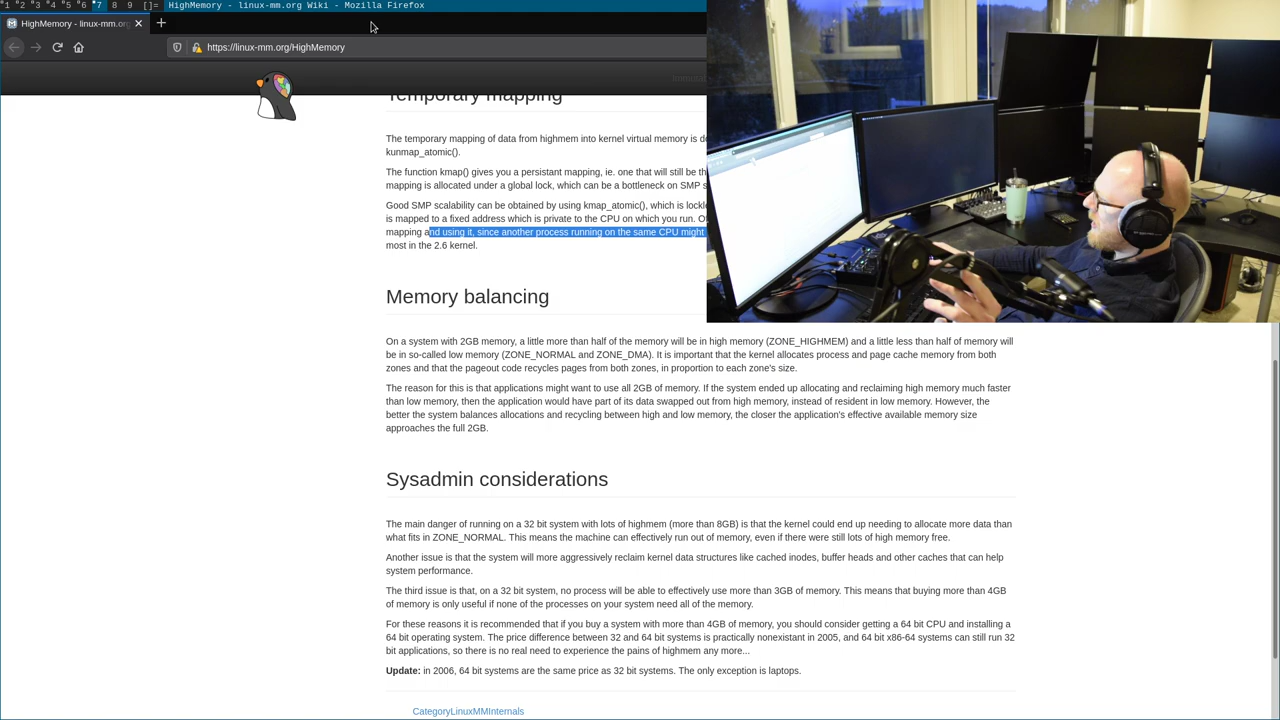 1 2 3 4 5 6 7 8 9 []= HighMemory - linux-mm.org Wiki - Mozilla Firefox
HighMemory - linux-mm.org
https://linux-mm.org/HighMemory
Temporary mapping
The temporary mapping of data from highmem into kernel virtual memory is
kunmap_atomic().
The function kmap() gives you a persistant mapping, ie. one that will still be
mapping is allocated under a global lock, which can be a bottleneck on SMP
Good SMP scalability can be obtained by using kmap_atomic(), which is
is mapped to a fixed address which is private to the CPU on which you run.
mapping and using it, since another process running on the same CPU might
most in the 2.6 kernel.
Memory balancing
On a system with 2GB memory, a little more than half of the memory will be in high memory (ZONE_HIGHMEM) and a little less than half of memory will
be in so-called low memory (ZONE_NORMAL and ZONE_DMA). It is important that the kernel allocates process and page cache memory from both
zones and that the pageout code recycles pages from both zones, in proportion to each zone's size.
The reason for this is that applications might want to use all 2GB of memory. If the system ended up allocating and reclaiming high memory much faster
than low memory, then the application would have part of its data swapped out from high memory, instead of resident in low memory. However, the
better the system balances allocations and recycling between high and low memory, the closer the application's effective available memory size
approaches the full 2GB.
Sysadmin considerations
The main danger of running on a 32 bit system with lots of highmem (more than 8GB) is that the kernel could end up needing to allocate more data than
what fits in ZONE_NORMAL. This means the machine can effectively run out of memory, even if there were still lots of high memory free.
Another issue is that the system will more aggressively reclaim kernel data structures like cached inodes, buffer heads and other caches that can help
system performance.
The third issue is that, on a 32 bit system, no process will be able to effectively use more than 3GB of memory. This means that buying more than 4GB
of memory is only useful if none of the processes on your system need all of the memory.
For these reasons it is recommended that if you buy a system with more than 4GB of memory, you should consider getting a 64 bit CPU and installing a
64 bit operating system. The price difference between 32 and 64 bit systems is practically nonexistant in 2005, and 64 bit x86-64 systems can still run 32
bit applications, so there is no real need to experience the pains of highmem any more...
Update: in 2006, 64 bit systems are the same price as 32 bit systems. The only exception is laptops.
CategoryLinuxMMInternals